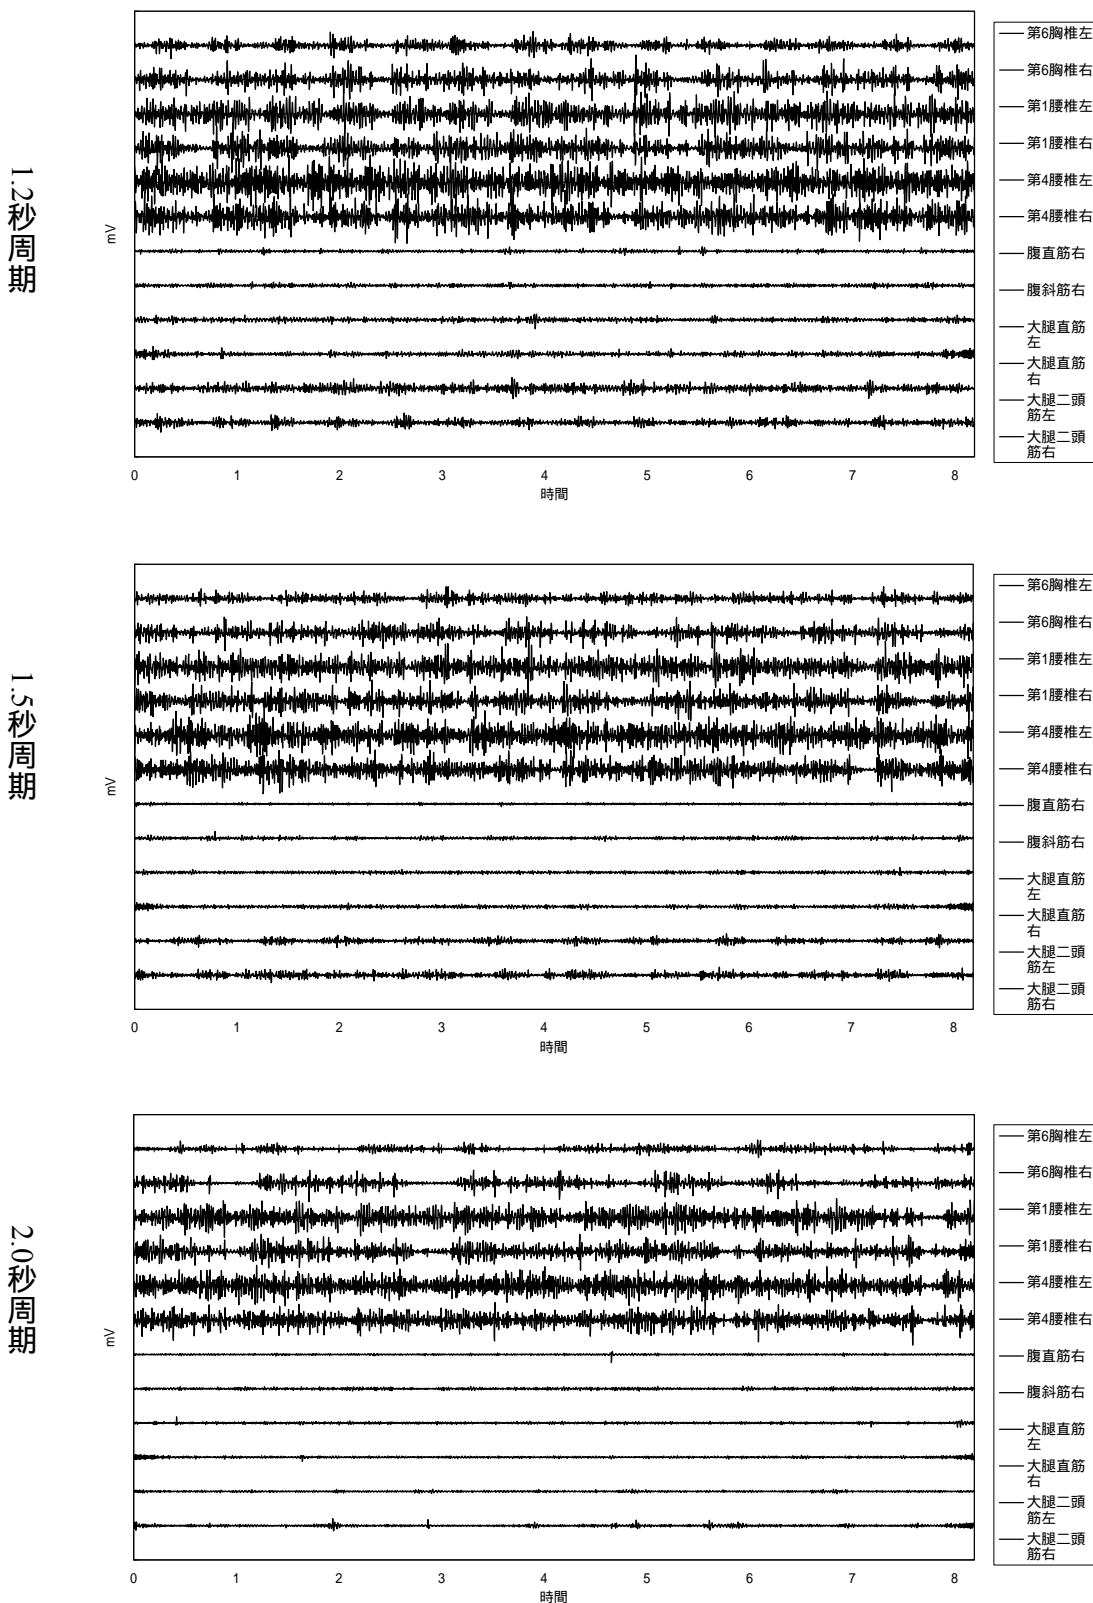 1.2秒周期
mV
0 1 2 3 4 5 6 7 8
時間
第6胸椎左
第6胸椎右
第1腰椎左
第1腰椎右
第4腰椎左
第4腰椎右
腹直筋右
腹斜筋右
大腿直筋
左
大腿直筋
右
大腿二頭
筋左
大腿二頭
筋右
1.5秒周期
mV
0 1 2 3 4 5 6 7 8
時間
第6胸椎左
第6胸椎右
第1腰椎左
第1腰椎右
第4腰椎左
第4腰椎右
腹直筋右
腹斜筋右
大腿直筋
左
大腿直筋
右
大腿二頭
筋左
大腿二頭
筋右
2.0秒周期
mV
0 1 2 3 4 5 6 7 8
時間
第6胸椎左
第6胸椎右
第1腰椎左
第1腰椎右
第4腰椎左
第4腰椎右
腹直筋右
腹斜筋右
大腿直筋
左
大腿直筋
右
大腿二頭
筋左
大腿二頭
筋右